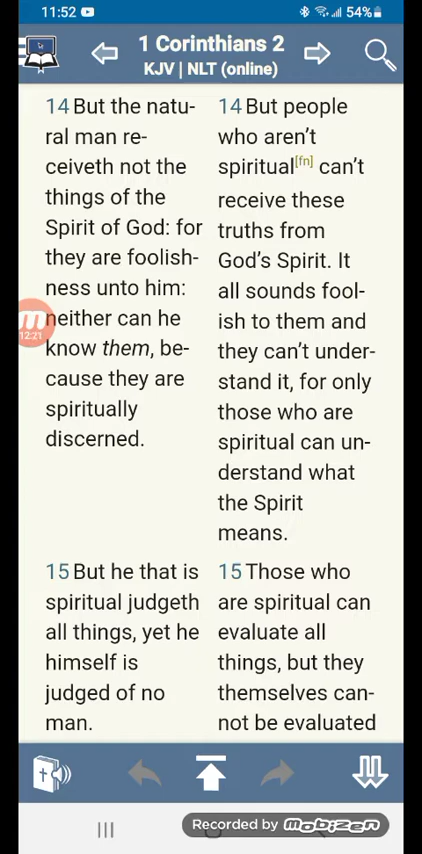 11:52
54%
1 Corinthians 2
KJV | NLT (online)
14 But the natu-
ral man re-
ceiveth not the
things of the
Spirit of God: for
they are foolish-
ness unto him:
neither can he
know them, be-
cause they are
spiritually
discerned.
15 But he that is
spiritual judgeth
all things, yet he
himself is
judged of no
man.
14 But people
who aren't
spiritual[fn] can't
receive these
truths from
God's Spirit. It
all sounds fool-
ish to them and
they can't under-
stand it, for only
those who are
spiritual can un-
derstand what
the Spirit
means.
15 Those who
are spiritual can
evaluate all
things, but they
themselves can-
not be evaluated
m
12:21
Recorded by mobizen